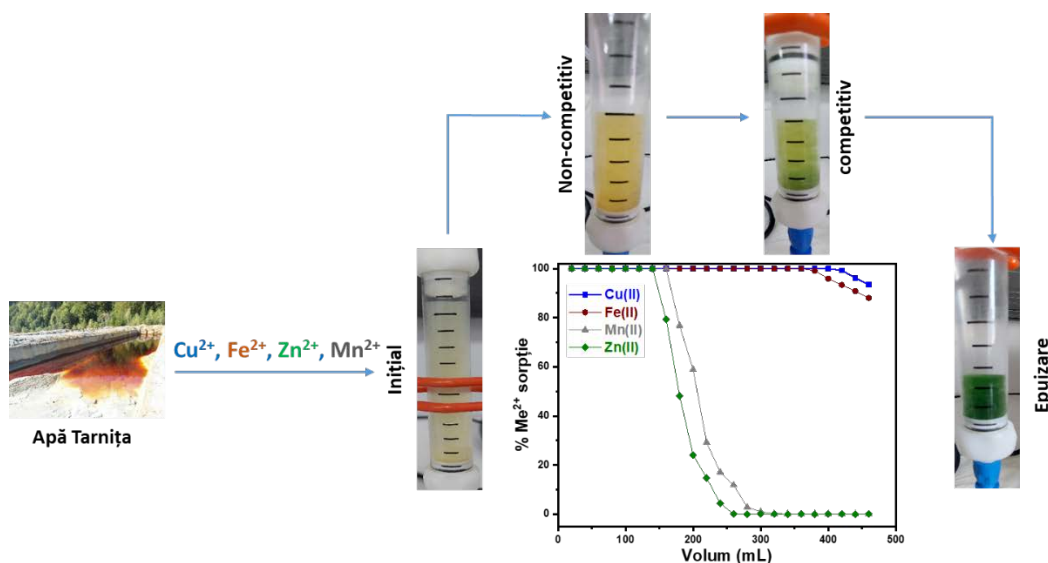 Apă Tarnița
Cu²⁺, Fe²⁺, Zn²⁺, Mn²⁺
Inițial
Non-competitiv
competitiv
Epuizare
% Me²⁺ sorpție
100
80
60
40
20
0
Cu(II)
Fe(II)
Mn(II)
Zn(II)
0 100 200 300 400 500
Volum (mL)